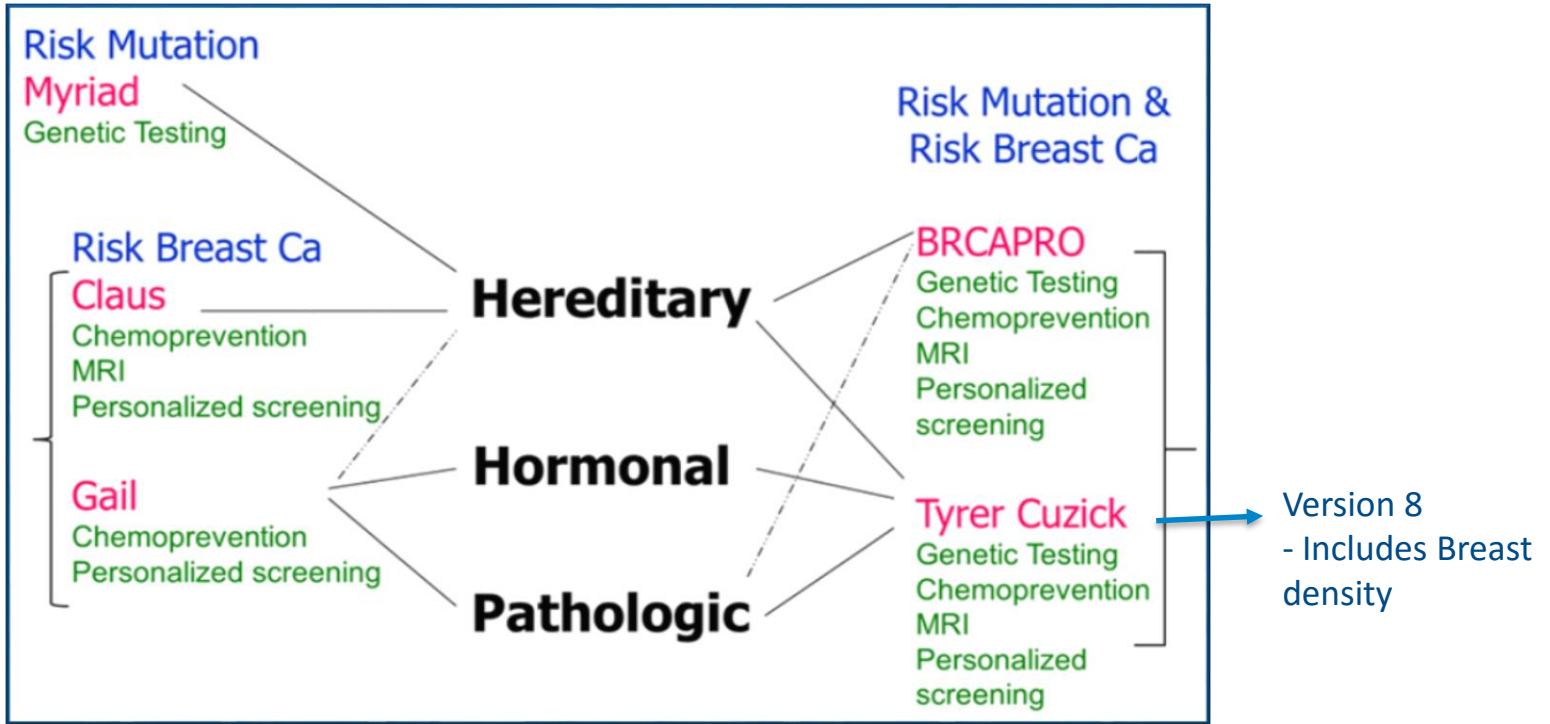 Risk Mutation
Myriad
Genetic Testing
Risk Breast Ca
Claus
Chemoprevention
MRI
Personalized screening
Gail
Chemoprevention
Personalized screening
Hereditary
Hormonal
Pathologic
Risk Mutation &
Risk Breast Ca
BRCAPRO
Genetic Testing
Chemoprevention
MRI
Personalized
screening
Tyrer Cuzick
Genetic Testing
Chemoprevention
MRI
Personalized
screening
Version 8
- Includes Breast
density